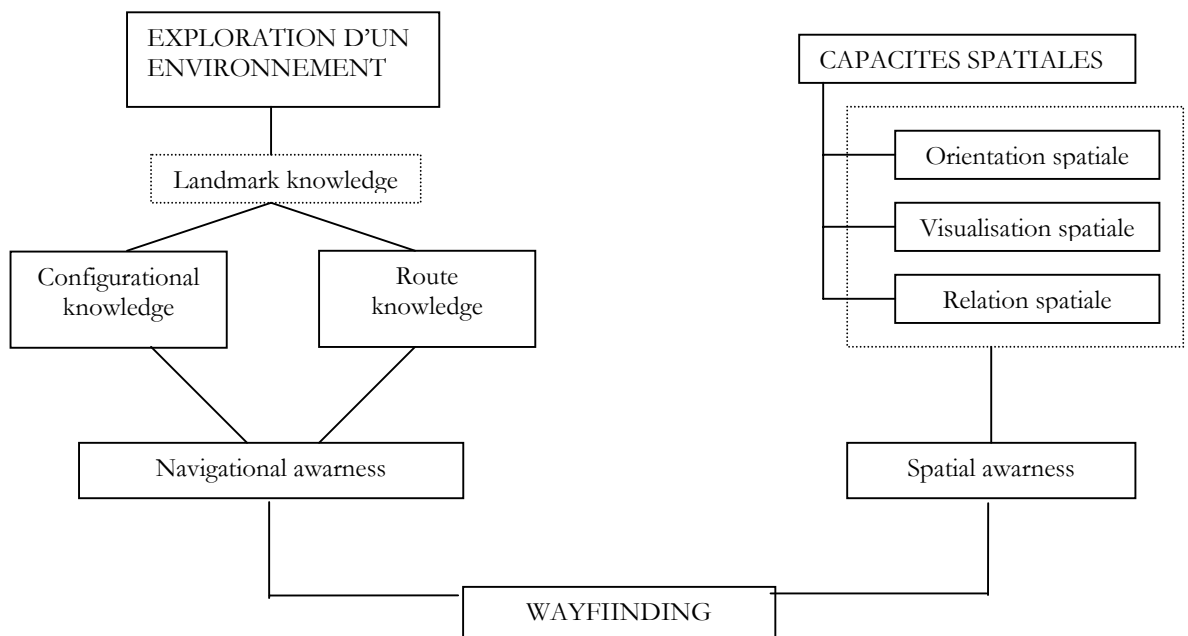 EXPLORATION D’UN
ENVIRONNEMENT
Landmark knowledge
Configurational
knowledge
Route
knowledge
Navigational awarness
CAPACITES SPATIALES
Orientation spatiale
Visualisation spatiale
Relation spatiale
Spatial awarness
WAYFIINDING